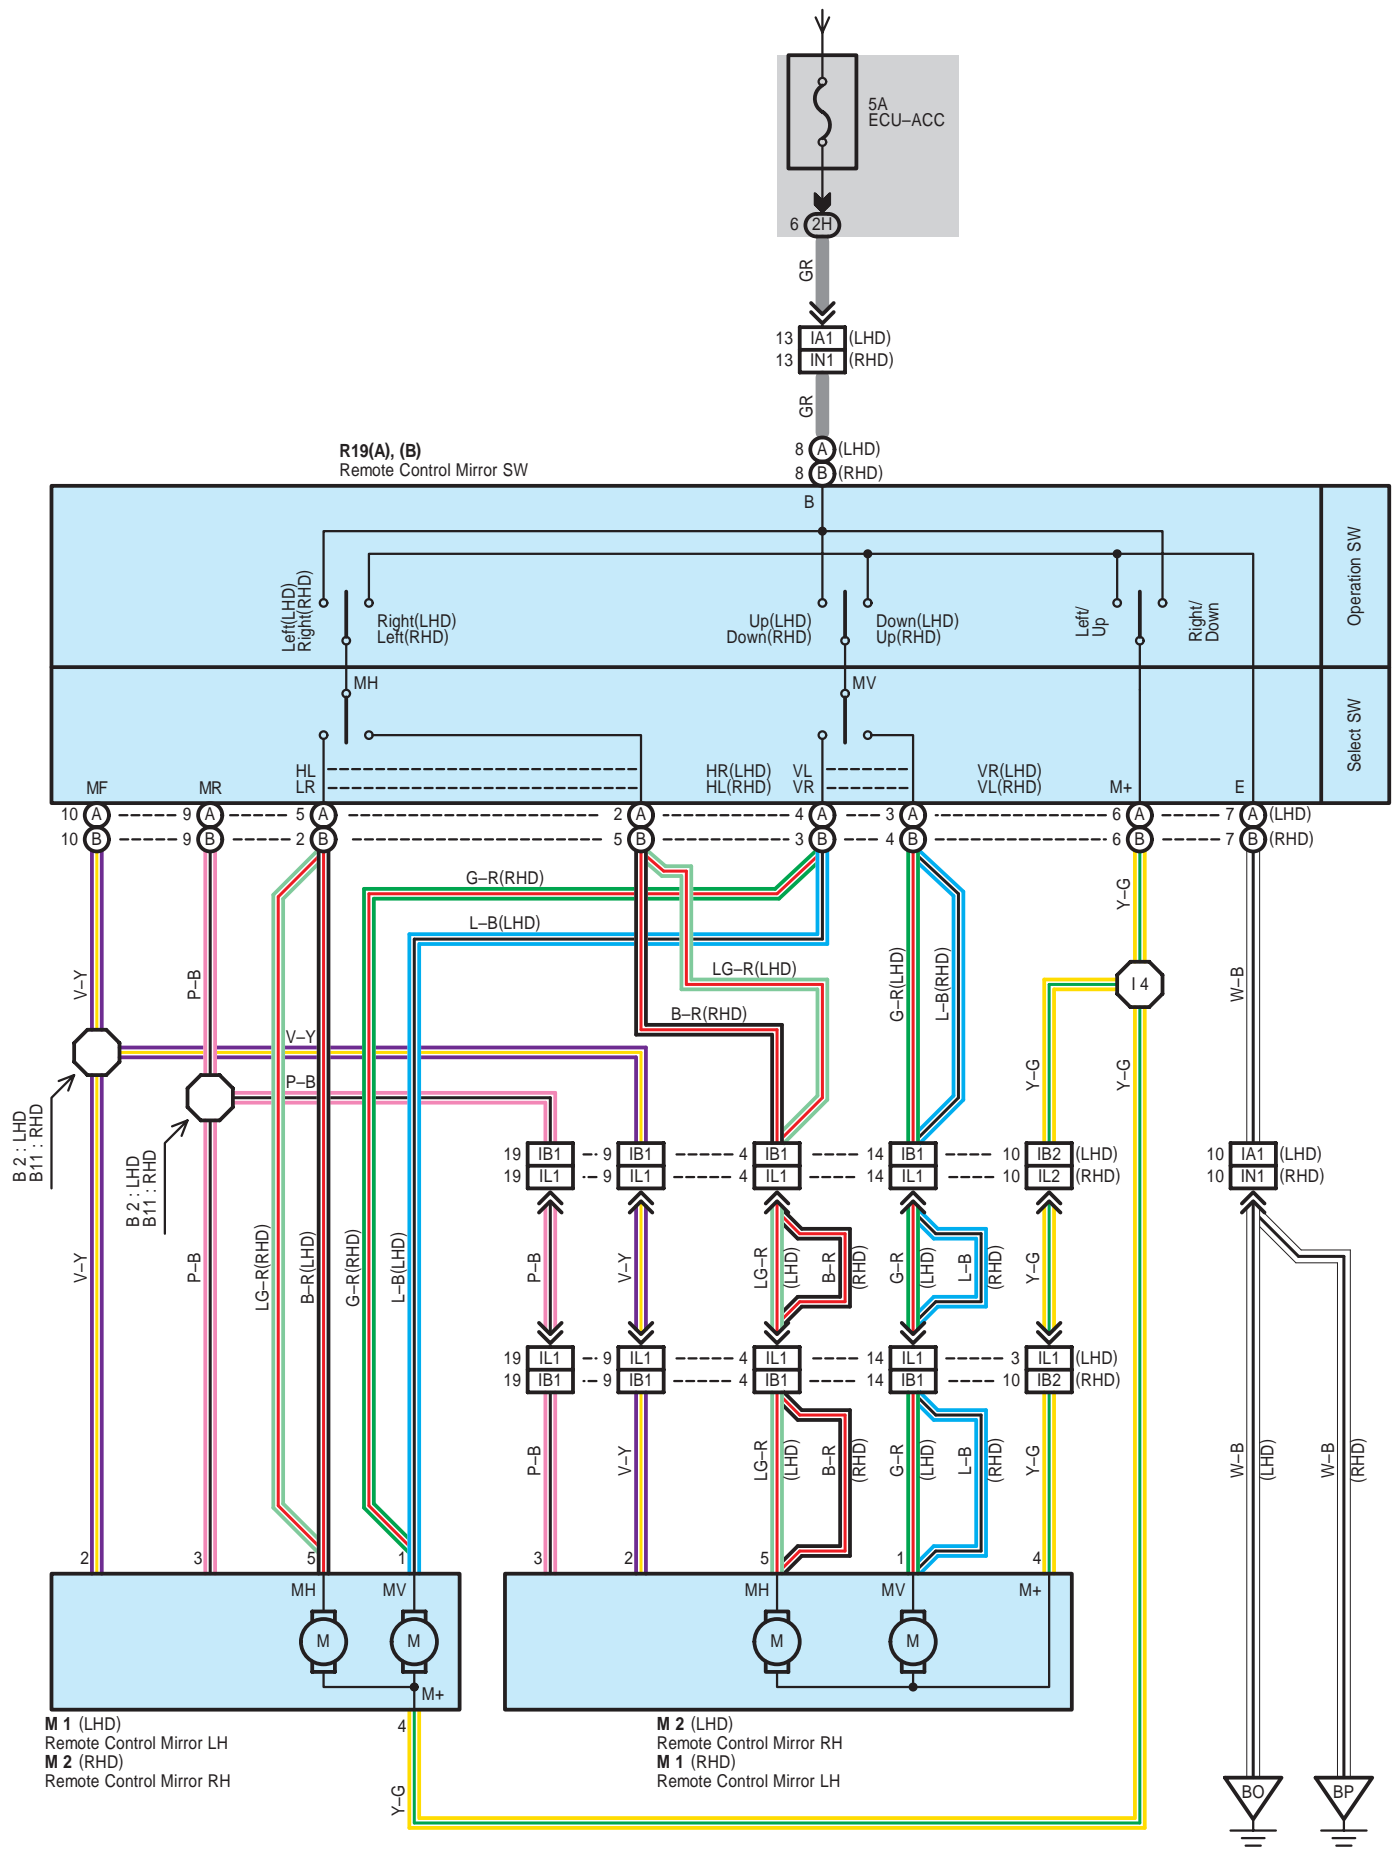 5A
ECU–ACC
6 2H
GR
13 IA1 (LHD)
13 IN1 (RHD)
GR
R19(A), (B)
Remote Control Mirror SW
8 A (LHD)
8 B (RHD)
B
Operation SW
Left(LHD)
Right(RHD)
Right(LHD)
Left(RHD)
Up(LHD)
Down(RHD)
Down(LHD)
Up(RHD)
Left/
Up
Right/
Down
MH
MV
Select SW
HL
LR
HR(LHD)
HL(RHD)
VL
VR
VR(LHD)
VL(RHD)
MF
MR
M+
E
10 A 9 A 5 A 2 A 4 A 3 A 6 A 7 A (LHD)
10 B 9 B 2 B 5 B 3 B 4 B 6 B 7 B (RHD)
G–R(RHD)
L–B(LHD)
LG–R(LHD)
B–R(RHD)
V–Y
P–B
G–R(LHD)
L–B(RHD)
Y–G
W–B
I 4
V–Y
P–B
Y–G
Y–G
B 2 : LHD
B11 : RHD
B 2 : LHD
B11 : RHD
19 IB1 9 IB1 4 IB1 14 IB1 10 IB2 (LHD)
19 IL1 9 IL1 4 IL1 14 IL1 10 IL2 (RHD)
10 IA1 (LHD)
10 IN1 (RHD)
V–Y
P–B
LG–R(RHD)
B–R(LHD)
G–R(RHD)
L–B(LHD)
P–B
V–Y
LG–R
(LHD)
B–R
(RHD)
G–R
(LHD)
L–B
(RHD)
Y–G
19 IL1 9 IL1 4 IL1 14 IL1 3 IL1 (LHD)
19 IB1 9 IB1 4 IB1 14 IB1 10 IB2 (RHD)
P–B
V–Y
LG–R
(LHD)
B–R
(RHD)
G–R
(LHD)
L–B
(RHD)
Y–G
W–B
(LHD)
W–B
(RHD)
2 3 5 1 3 2 5 1 4
MH MV MH MV M+
M M M M
M+
4
M 1 (LHD)
Remote Control Mirror LH
M 2 (RHD)
Remote Control Mirror RH
M 2 (LHD)
Remote Control Mirror RH
M 1 (RHD)
Remote Control Mirror LH
Y–G
BO
BP